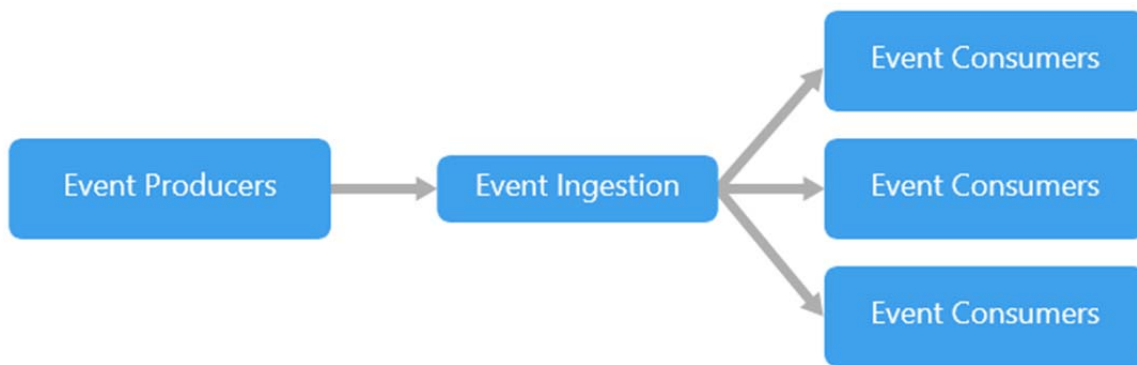 Event Consumers
Event Producers
Event Ingestion
Event Consumers
Event Consumers